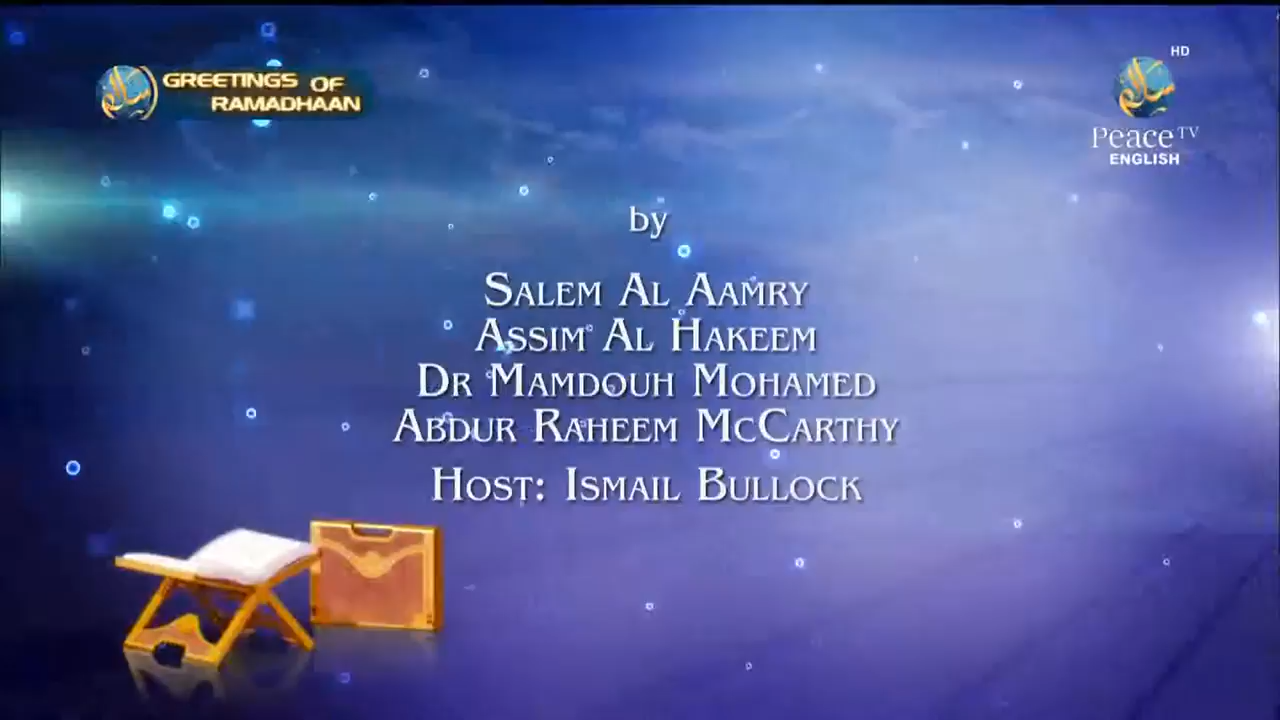 GREETINGS OF
RAMADHAAN
HD
سلام
Peace TV
ENGLISH
by
SALEM AL AAMRY
ASSIM AL HAKEEM
DR MAMDOUH MOHAMED
ABDUR RAHEEM MCCARTHY
HOST: ISMAIL BULLOCK